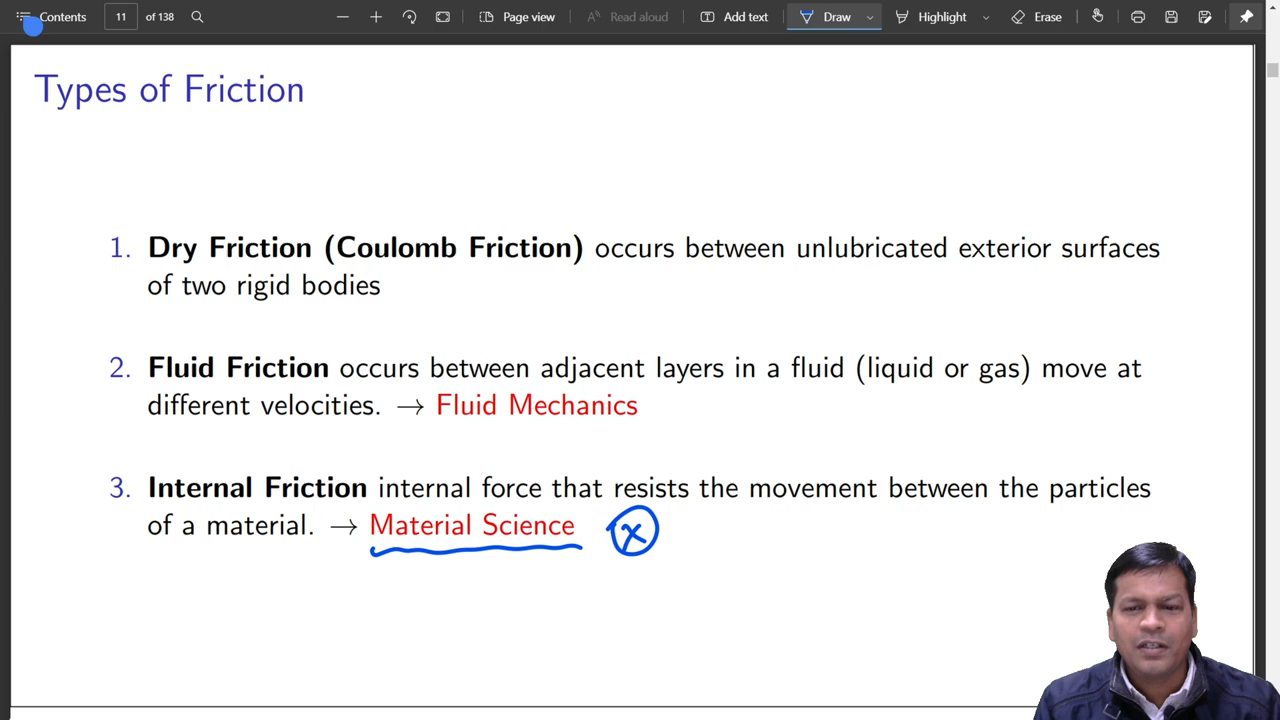 Contents 11 of 138 Page view Read aloud Add text Draw Highlight Erase
Types of Friction
1. Dry Friction (Coulomb Friction) occurs between unlubricated exterior surfaces
of two rigid bodies
2. Fluid Friction occurs between adjacent layers in a fluid (liquid or gas) move at
different velocities. → Fluid Mechanics
3. Internal Friction internal force that resists the movement between the particles
of a material. → Material Science X